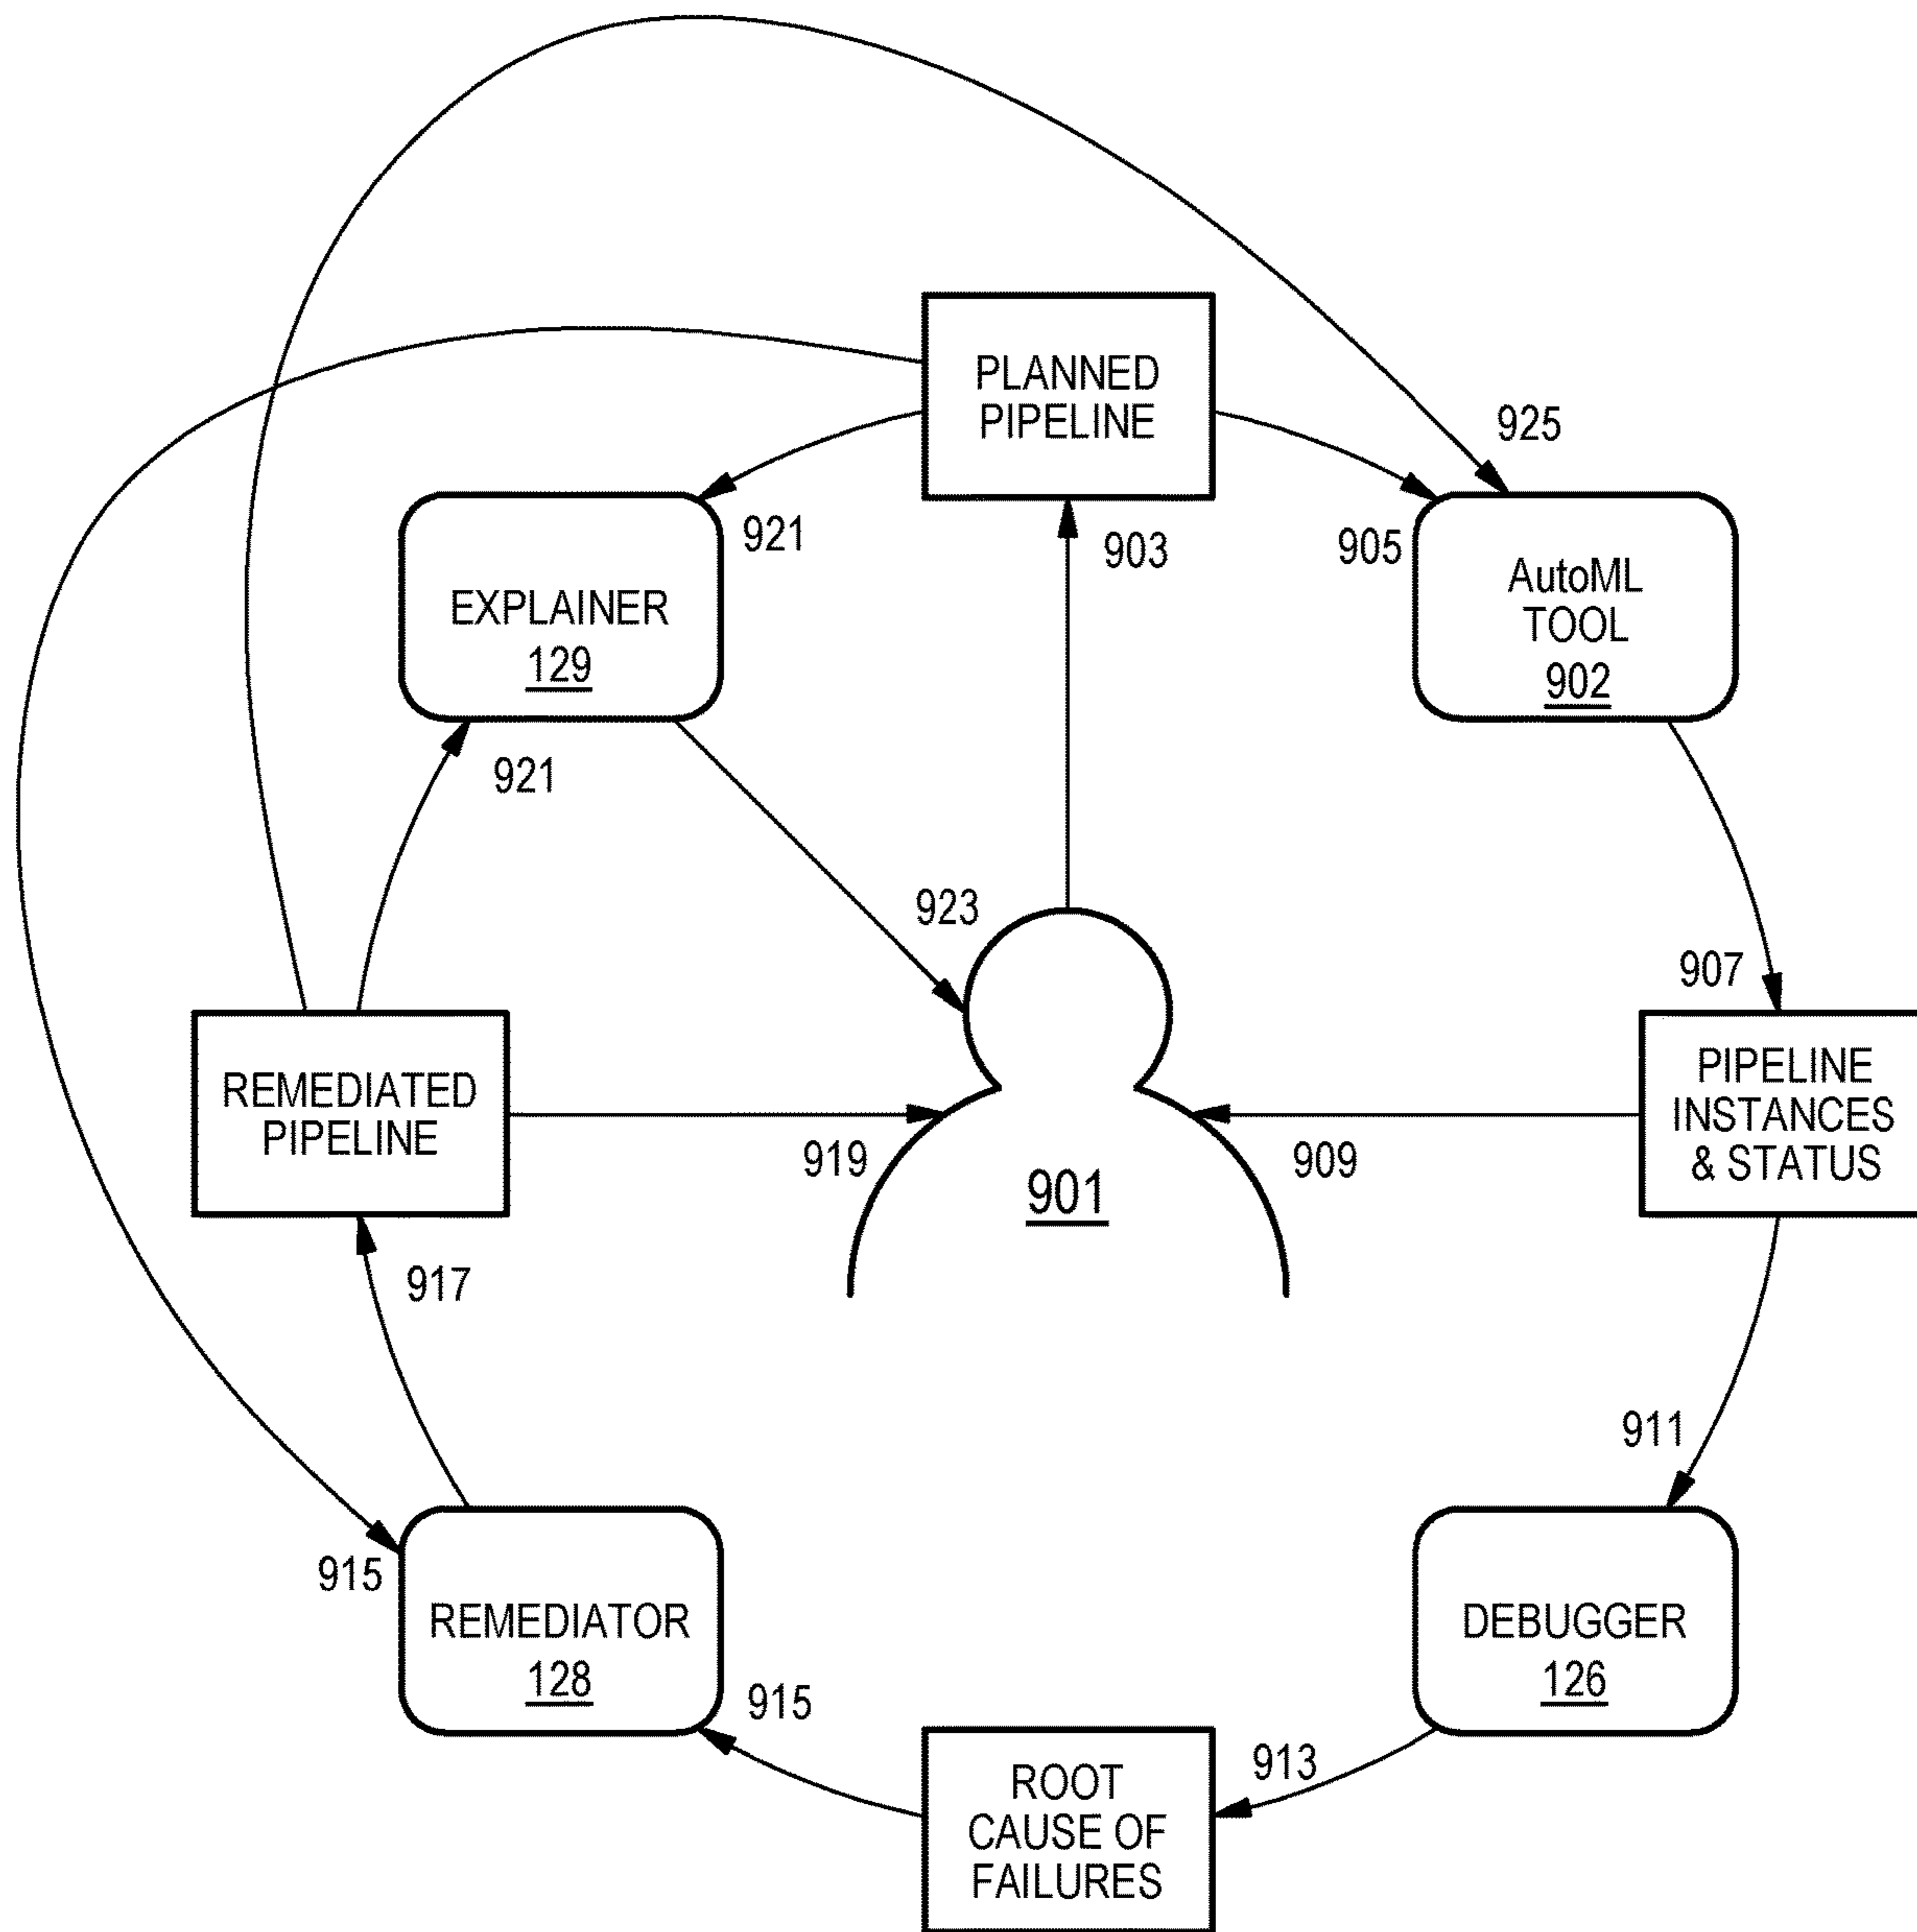 PLANNED
PIPELINE
925
921
903
905
EXPLAINER
129
AutoML
TOOL
902
921
923
907
REMEDIATED
PIPELINE
919
901
909
PIPELINE
INSTANCES
& STATUS
917
911
915
REMEDIATOR
128
915
DEBUGGER
126
913
ROOT
CAUSE OF
FAILURES